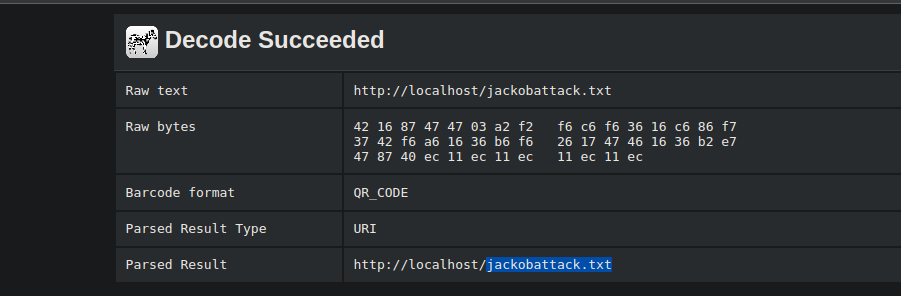 Decode Succeeded
Raw text http://localhost/jackobattack.txt
Raw bytes 42 16 87 47 47 03 a2 f2 f6 c6 f6 36 16 c6 86 f7
37 42 f6 a6 16 36 b6 f6 26 17 47 46 16 36 b2 e7
47 87 40 ec 11 ec 11 ec 11 ec 11 ec
Barcode format QR_CODE
Parsed Result Type URI
Parsed Result http://localhost/jackobattack.txt